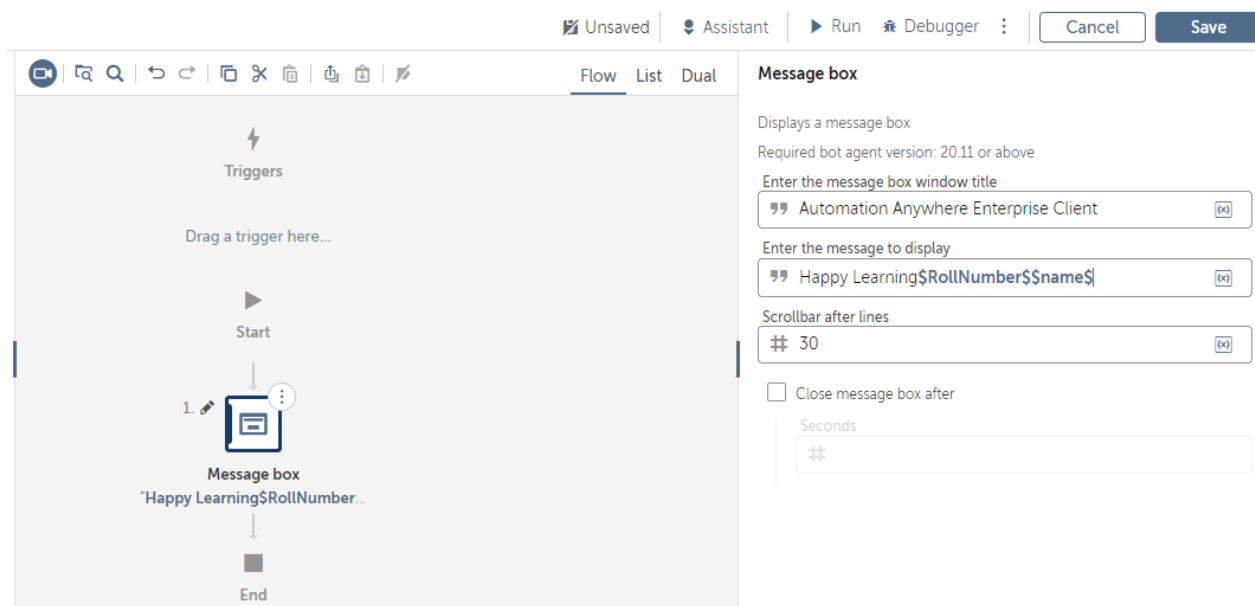 Unsaved Assistant Run Debugger Cancel Save
Flow List Dual
Triggers
Drag a trigger here...
Start
1.
Message box
"Happy Learning$RollNumber...
End
Message box
Displays a message box
Required bot agent version: 20.11 or above
Enter the message box window title
Automation Anywhere Enterprise Client
(x)
Enter the message to display
Happy Learning$RollNumber$$name$
(x)
Scrollbar after lines
30
(x)
Close message box after
Seconds